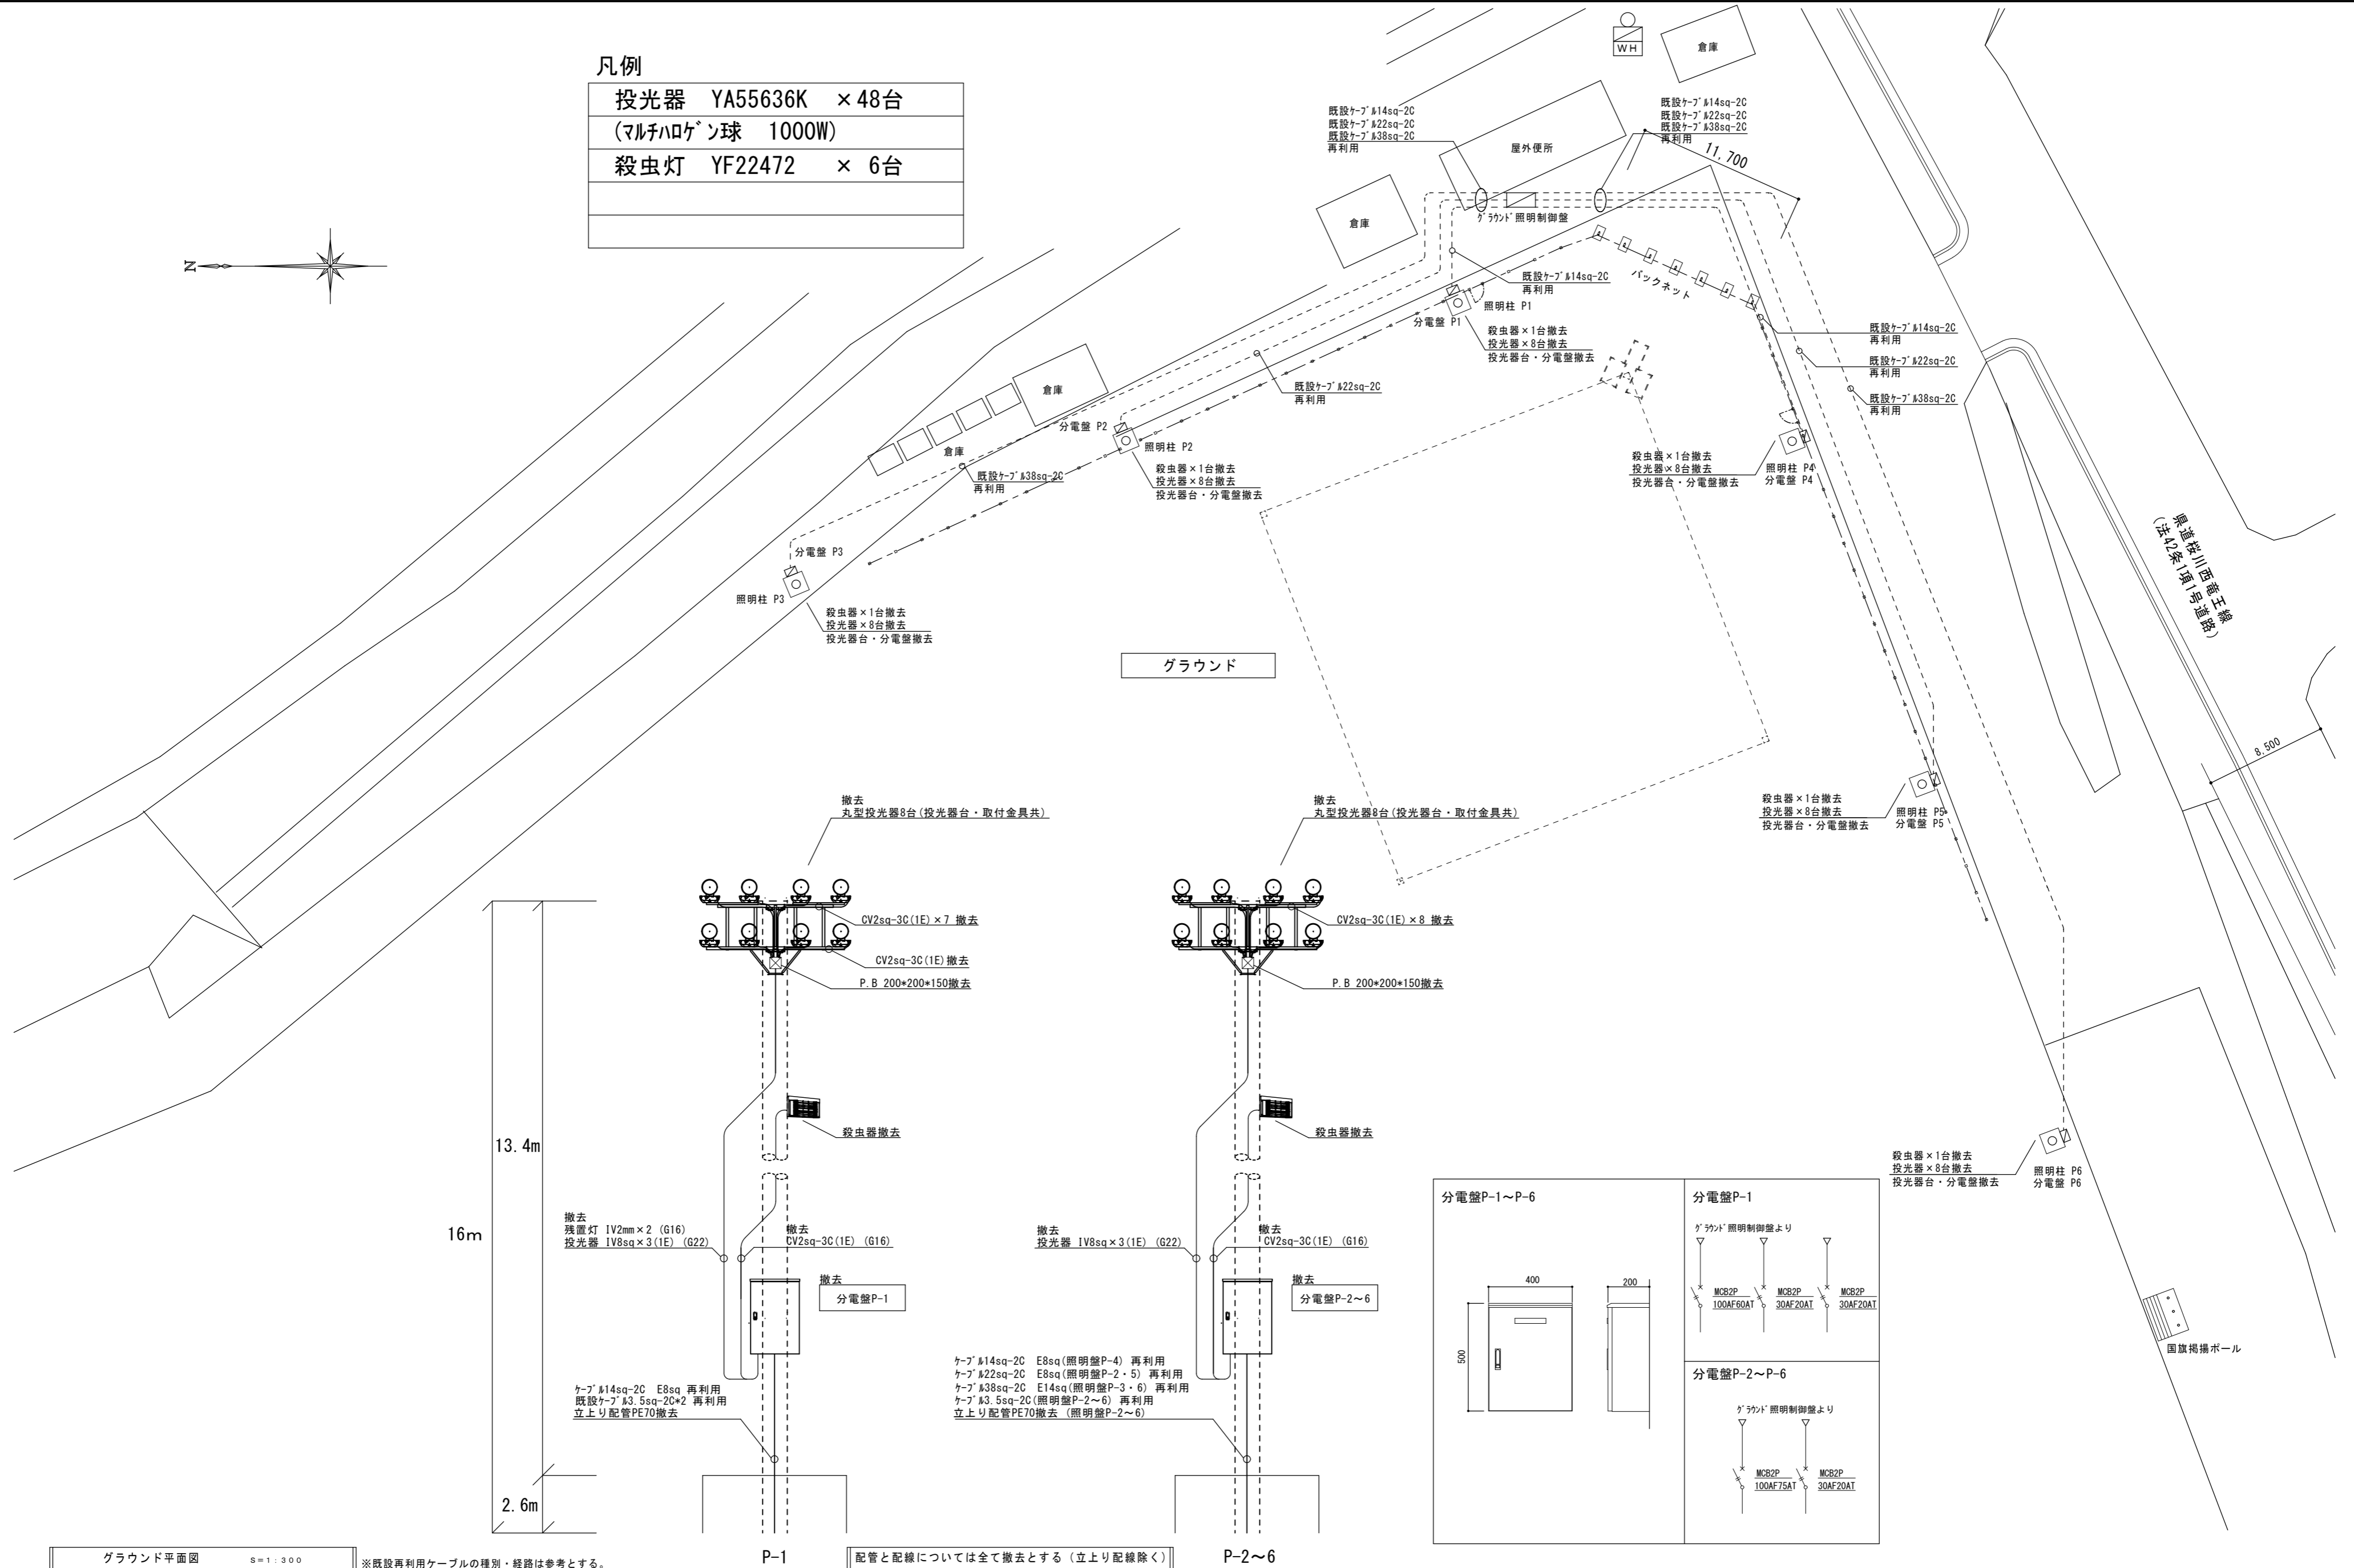 凡例
投光器　YA55636K　×48台
(ﾏﾙﾁﾊﾛｹﾞﾝ球　1000W)
殺虫灯　YF22472　× 6台
N
WH
倉庫
既設ｹｰﾌﾞﾙ14sq-2C
既設ｹｰﾌﾞﾙ22sq-2C
既設ｹｰﾌﾞﾙ38sq-2C
再利用
既設ｹｰﾌﾞﾙ14sq-2C
既設ｹｰﾌﾞﾙ22sq-2C
既設ｹｰﾌﾞﾙ38sq-2C
再利用
屋外便所
11,700
倉庫
ｸﾞﾗｳﾝﾄﾞ照明制御盤
既設ｹｰﾌﾞﾙ14sq-2C
再利用
バックネット
照明柱 P1
分電盤 P1
殺虫器×1台撤去
投光器×8台撤去
投光器台・分電盤撤去
既設ｹｰﾌﾞﾙ14sq-2C
再利用
既設ｹｰﾌﾞﾙ22sq-2C
再利用
既設ｹｰﾌﾞﾙ38sq-2C
再利用
既設ｹｰﾌﾞﾙ22sq-2C
再利用
倉庫
分電盤 P2
照明柱 P2
殺虫器×1台撤去
投光器×8台撤去
投光器台・分電盤撤去
倉庫
既設ｹｰﾌﾞﾙ38sq-2C
再利用
殺虫器×1台撤去
投光器×8台撤去
投光器台・分電盤撤去
照明柱 P4
分電盤 P4
分電盤 P3
照明柱 P3
殺虫器×1台撤去
投光器×8台撤去
投光器台・分電盤撤去
県道桜川西竜王線
(法42条1項1号道路)
グラウンド
8,500
殺虫器×1台撤去
投光器×8台撤去
投光器台・分電盤撤去
照明柱 P5
分電盤 P5
殺虫器×1台撤去
投光器×8台撤去
投光器台・分電盤撤去
照明柱 P6
分電盤 P6
国旗掲揚ポール
撤去
丸型投光器8台(投光器台・取付金具共)
CV2sq-3C(1E)×7 撤去
CV2sq-3C(1E)撤去
P.B 200*200*150撤去
殺虫器撤去
13.4m
16m
2.6m
撤去
残置灯 IV2mm×2 (G16)
投光器 IV8sq×3(1E) (G22)
撤去
CV2sq-3C(1E) (G16)
撤去
分電盤P-1
ｹｰﾌﾞﾙ14sq-2C　E8sq 再利用
既設ｹｰﾌﾞﾙ3.5sq-2C*2 再利用
立上り配管PE70撤去
P-1
撤去
丸型投光器8台(投光器台・取付金具共)
CV2sq-3C(1E)×8 撤去
P.B 200*200*150撤去
殺虫器撤去
撤去
投光器 IV8sq×3(1E) (G22)
撤去
CV2sq-3C(1E) (G16)
撤去
分電盤P-2～6
ｹｰﾌﾞﾙ14sq-2C　E8sq(照明盤P-4) 再利用
ｹｰﾌﾞﾙ22sq-2C　E8sq(照明盤P-2・5) 再利用
ｹｰﾌﾞﾙ38sq-2C　E14sq(照明盤P-3・6) 再利用
ｹｰﾌﾞﾙ3.5sq-2C(照明盤P-2～6) 再利用
立上り配管PE70撤去 (照明盤P-2～6)
P-2～6
分電盤P-1～P-6
400
200
500
分電盤P-1
ｸﾞﾗｳﾝﾄﾞ照明制御盤より
MCB2P
100AF60AT
MCB2P
30AF20AT
MCB2P
30AF20AT
分電盤P-2～P-6
ｸﾞﾗｳﾝﾄﾞ照明制御盤より
MCB2P
100AF75AT
MCB2P
30AF20AT
グラウンド平面図　S=1:300
※既設再利用ケーブルの種別・経路は参考とする。
配管と配線については全て撤去とする（立上り配線除く）